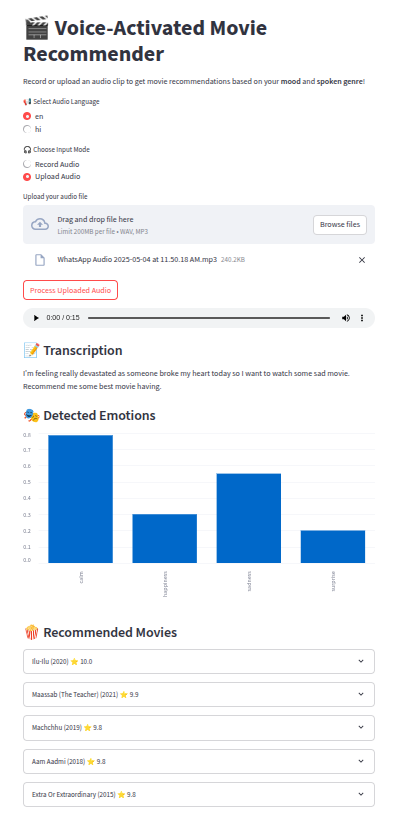 🎬 Voice-Activated Movie
Recommender
Record or upload an audio clip to get movie recommendations based on your mood and spoken genre!
📢 Select Audio Language
en
hi
🎧 Choose Input Mode
Record Audio
Upload Audio
Upload your audio file
Drag and drop file here
Limit 200MB per file • WAV, MP3
Browse files
WhatsApp Audio 2025-05-04 at 11.50.18 AM.mp3 240.2KB
Process Uploaded Audio
0:00 / 0:15
📝 Transcription
I'm feeling really devastated as someone broke my heart today so I want to watch some sad movie.
Recommend me some best movie having.
🎭 Detected Emotions
0.8
0.7
0.6
0.5
0.4
0.3
0.2
0.1
0.0
calm
happiness
sadness
surprise
🍿 Recommended Movies
Ilu-Ilu (2020) ⭐ 10.0
Maassab (The Teacher) (2021) ⭐ 9.9
Machchhu (2019) ⭐ 9.8
Aam Aadmi (2018) ⭐ 9.8
Extra Or Extraordinary (2015) ⭐ 9.8